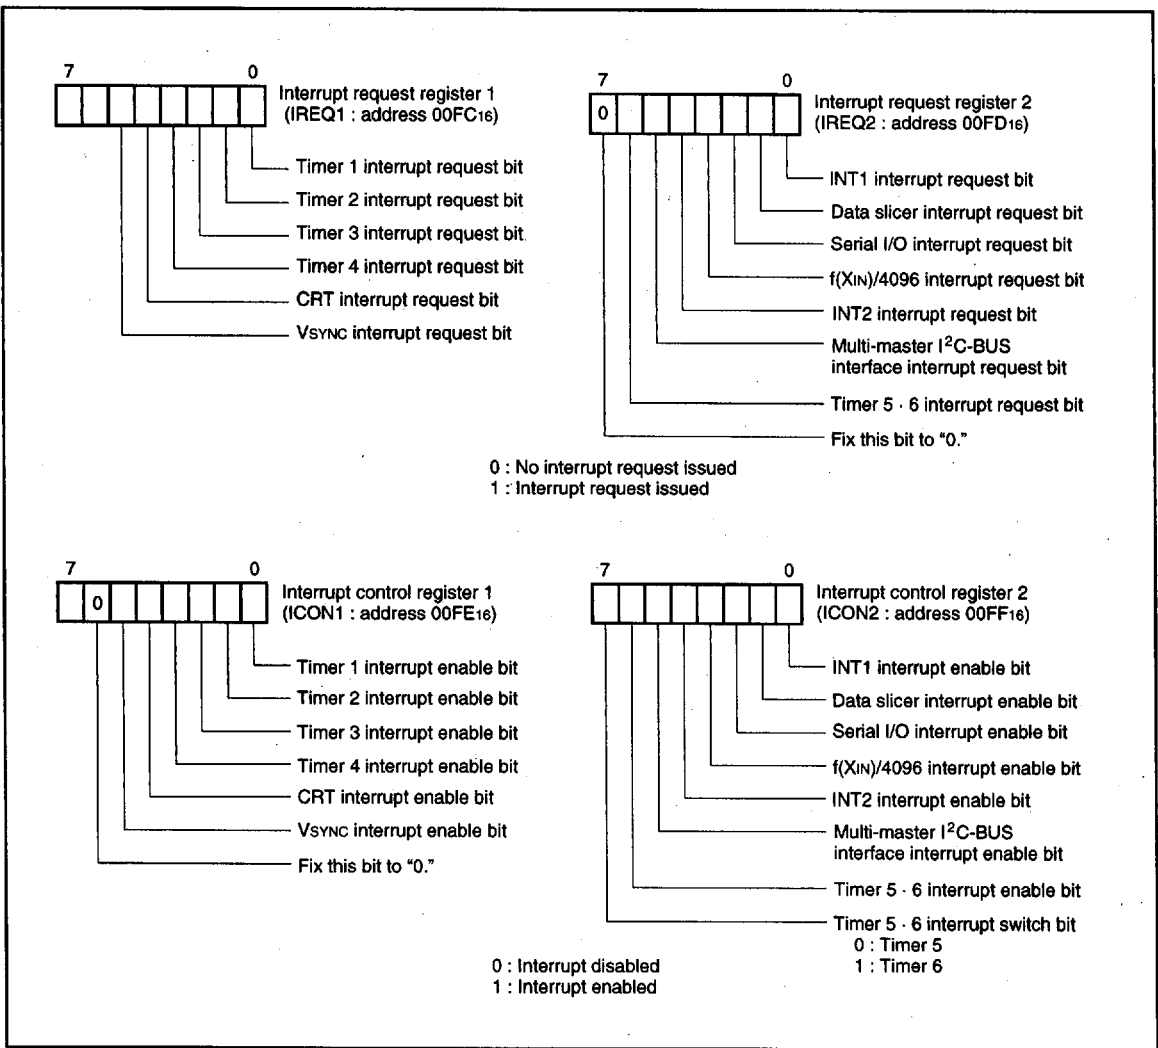 7 0
Interrupt request register 1
(IREQ1 : address 00FC16)
Timer 1 interrupt request bit
Timer 2 interrupt request bit
Timer 3 interrupt request bit
Timer 4 interrupt request bit
CRT interrupt request bit
VSYNC interrupt request bit
7 0
0
Interrupt request register 2
(IREQ2 : address 00FD16)
INT1 interrupt request bit
Data slicer interrupt request bit
Serial I/O interrupt request bit
f(XIN)/4096 interrupt request bit
INT2 interrupt request bit
Multi-master I²C-BUS
interface interrupt request bit
Timer 5 · 6 interrupt request bit
Fix this bit to “0.”
0 : No interrupt request issued
1 : Interrupt request issued
7 0
0
Interrupt control register 1
(ICON1 : address 00FE16)
Timer 1 interrupt enable bit
Timer 2 interrupt enable bit
Timer 3 interrupt enable bit
Timer 4 interrupt enable bit
CRT interrupt enable bit
VSYNC interrupt enable bit
Fix this bit to “0.”
7 0
Interrupt control register 2
(ICON2 : address 00FF16)
INT1 interrupt enable bit
Data slicer interrupt enable bit
Serial I/O interrupt enable bit
f(XIN)/4096 interrupt enable bit
INT2 interrupt enable bit
Multi-master I²C-BUS
interface interrupt enable bit
Timer 5 · 6 interrupt enable bit
Timer 5 · 6 interrupt switch bit
0 : Timer 5
1 : Timer 6
0 : Interrupt disabled
1 : Interrupt enabled